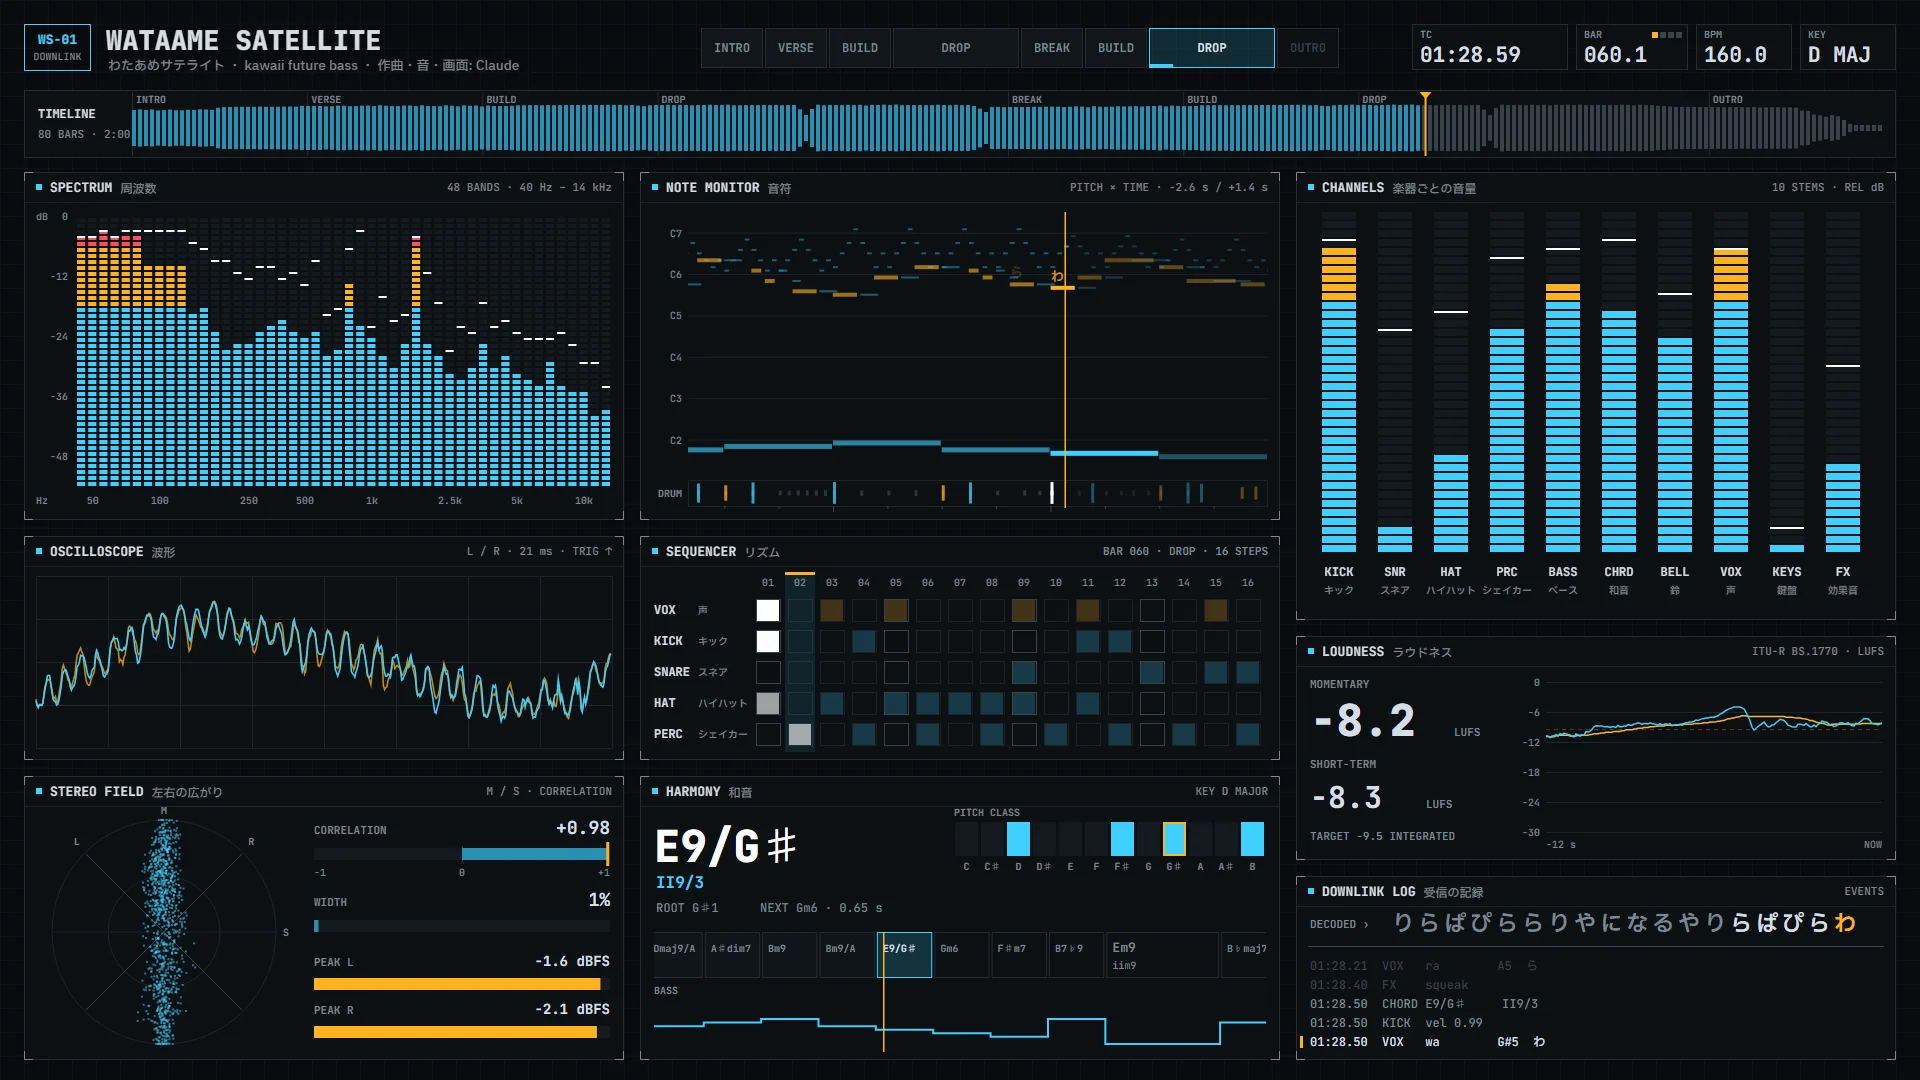 WS-01
DOWNLINK
WATAAME SATELLITE
わたあめサテライト ・ kawaii future bass ・ 作曲・音・画面: Claude
INTRO VERSE BUILD DROP BREAK BUILD DROP OUTRO
TC
01:28.59
BAR
060.1
BPM
160.0
KEY
D MAJ
TIMELINE
80 BARS · 2:00
INTRO VERSE BUILD DROP BREAK BUILD DROP OUTRO
SPECTRUM 周波数
48 BANDS · 40 Hz – 14 kHz
dB 0
-12
-24
-36
-48
Hz 50 100 250 500 1k 2.5k 5k 10k
NOTE MONITOR 音符
PITCH × TIME · -2.6 s / +1.4 s
C7
C6
C5
C4
C3
C2
ら わ
DRUM
CHANNELS 楽器ごとの音量
10 STEMS · REL dB
KICK SNR HAT PRC BASS CHRD BELL VOX KEYS FX
キック スネア ハイハット シェイカー ベース 和音 鈴 声 鍵盤 効果音
OSCILLOSCOPE 波形
L / R · 21 ms · TRIG ↑
SEQUENCER リズム
BAR 060 · DROP · 16 STEPS
01 02 03 04 05 06 07 08 09 10 11 12 13 14 15 16
VOX 声
KICK キック
SNARE スネア
HAT ハイハット
PERC シェイカー
LOUDNESS ラウドネス
ITU-R BS.1770 · LUFS
MOMENTARY
-8.2 LUFS
SHORT-TERM
-8.3 LUFS
TARGET -9.5 INTEGRATED
0
-6
-12
-18
-24
-30
-12 s NOW
STEREO FIELD 左右の広がり
M / S · CORRELATION
M
L
R
S
CORRELATION +0.98
-1 0 +1
WIDTH 1%
PEAK L -1.6 dBFS
PEAK R -2.1 dBFS
HARMONY 和音
KEY D MAJOR
E9/G♯
II9/3
ROOT G♯1 NEXT Gm6 · 0.65 s
PITCH CLASS
C C♯ D D♯ E F F♯ G G♯ A A♯ B
Dmaj9/A A♯dim7 Bm9 Bm9/A E9/G♯ Gm6 F♯m7 B7♭9 Em9 B♭maj7
iim9
BASS
DOWNLINK LOG 受信の記録
EVENTS
DECODED › りらぱぴららりやになるやりらぱぴらわ
01:28.21 VOX ra A5 ら
01:28.40 FX squeak
01:28.50 CHORD E9/G♯ II9/3
01:28.50 KICK vel 0.99
01:28.50 VOX wa G#5 わ